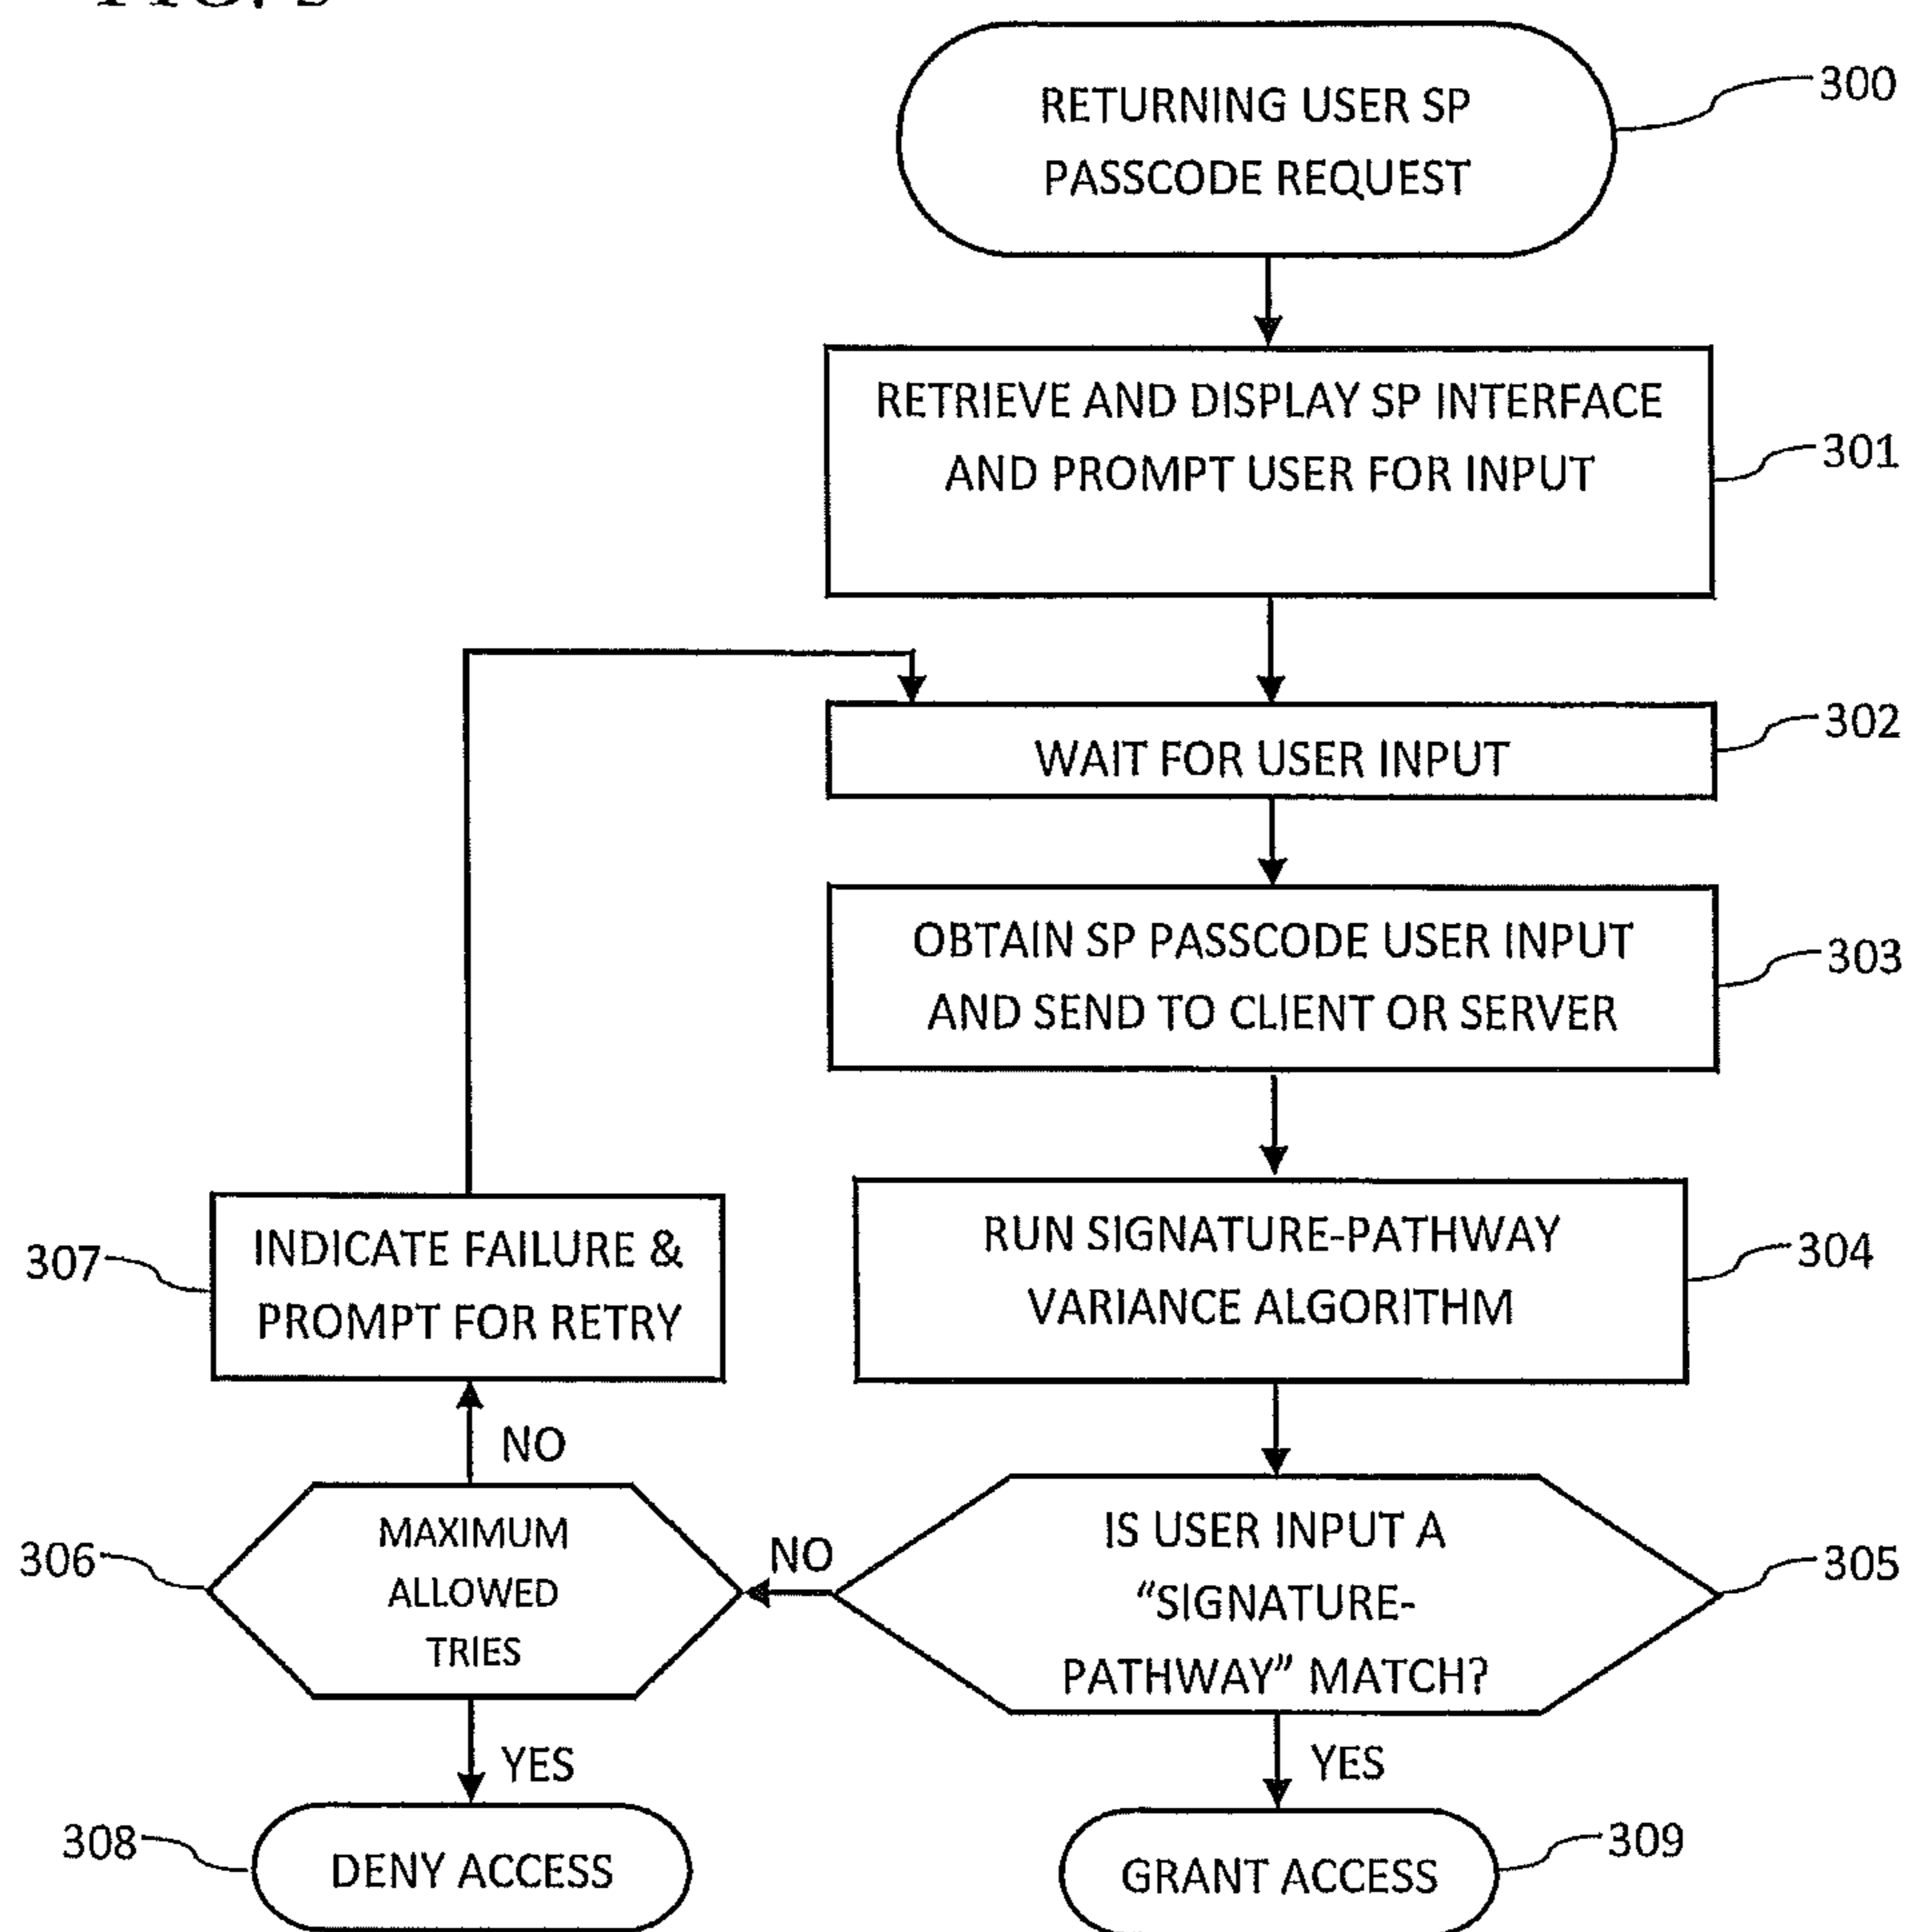 RETURNING USER SP
PASSCODE REQUEST
300
RETRIEVE AND DISPLAY SP INTERFACE
AND PROMPT USER FOR INPUT
301
WAIT FOR USER INPUT
302
OBTAIN SP PASSCODE USER INPUT
AND SEND TO CLIENT OR SERVER
303
RUN SIGNATURE-PATHWAY
VARIANCE ALGORITHM
304
307
INDICATE FAILURE &
PROMPT FOR RETRY
NO
IS USER INPUT A
“SIGNATURE-
PATHWAY” MATCH?
305
NO
306
MAXIMUM
ALLOWED
TRIES
YES
YES
308
DENY ACCESS
GRANT ACCESS
309